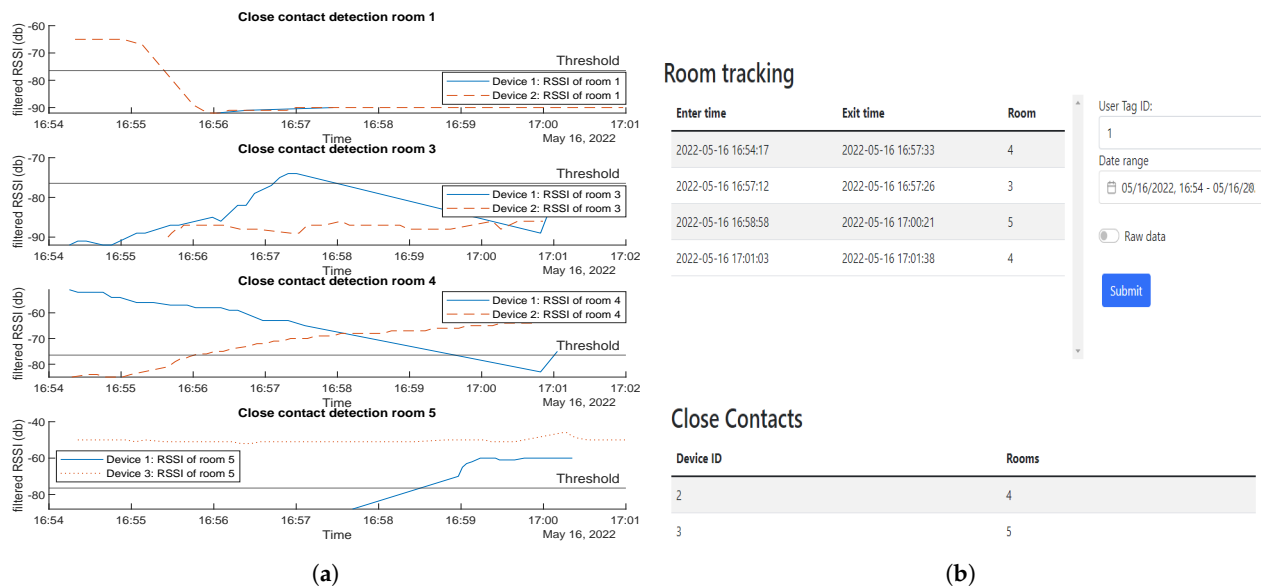 Close contact detection room 1
filtered RSSI (db)
-60
-70
-80
-90
Threshold
Device 1: RSSI of room 1
Device 2: RSSI of room 1
16:54 16:55 16:56 16:57 16:58 16:59 17:00 17:01
Time
May 16, 2022
Close contact detection room 3
filtered RSSI (db)
-70
-80
-90
Threshold
Device 1: RSSI of room 3
Device 2: RSSI of room 3
16:54 16:55 16:56 16:57 16:58 16:59 17:00 17:01 17:02
Time
May 16, 2022
Close contact detection room 4
filtered RSSI (db)
-60
-70
-80
Device 1: RSSI of room 4
Device 2: RSSI of room 4
Threshold
16:54 16:55 16:56 16:57 16:58 16:59 17:00 17:01 17:02
Time
May 16, 2022
Close contact detection room 5
filtered RSSI (db)
-40
-60
-80
Device 1: RSSI of room 5
Device 3: RSSI of room 5
Threshold
16:54 16:55 16:56 16:57 16:58 16:59 17:00 17:01
Time
May 16, 2022
(a)
Room tracking
Enter time Exit time Room
2022-05-16 16:54:17 2022-05-16 16:57:33 4
2022-05-16 16:57:12 2022-05-16 16:57:26 3
2022-05-16 16:58:58 2022-05-16 17:00:21 5
2022-05-16 17:01:03 2022-05-16 17:01:38 4
User Tag ID:
1
Date range
05/16/2022, 16:54 - 05/16/20
Raw data
Submit
Close Contacts
Device ID Rooms
2 4
3 5
(b)